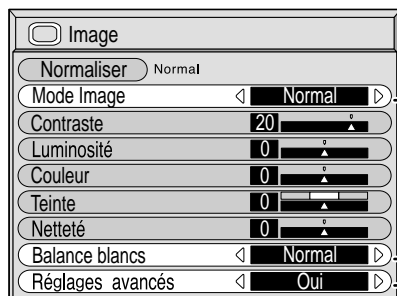 Image
Normaliser Normal
Mode Image Normal
Contraste 20
Luminosité 0
Couleur 0
Teinte 0
Netteté 0
Balance blancs Normal
Réglages avancés Oui